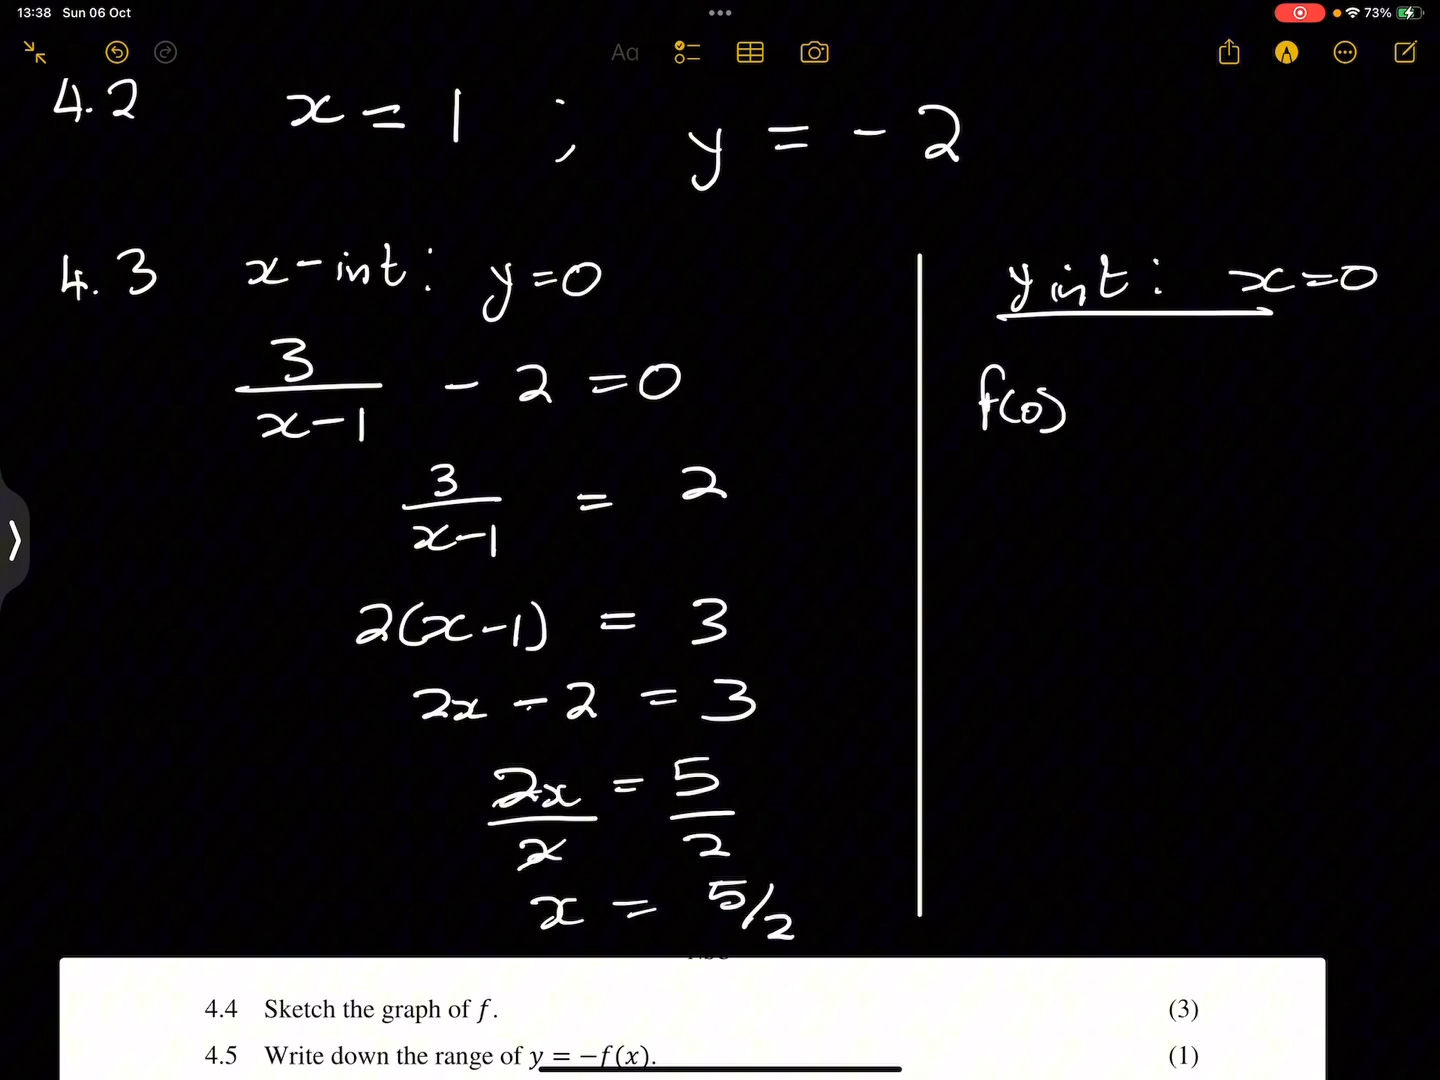 13:38 Sun 06 Oct
73%
Aa
4.2 x = 1 ; y = - 2
4.3 x-int: y=0
3/(x-1) - 2 = 0
3/(x-1) = 2
2(x-1) = 3
2x - 2 = 3
2x/2 = 5/2
x = 5/2
y int: x=0
f(0)
4.4 Sketch the graph of f. (3)
4.5 Write down the range of y = −f(x). (1)